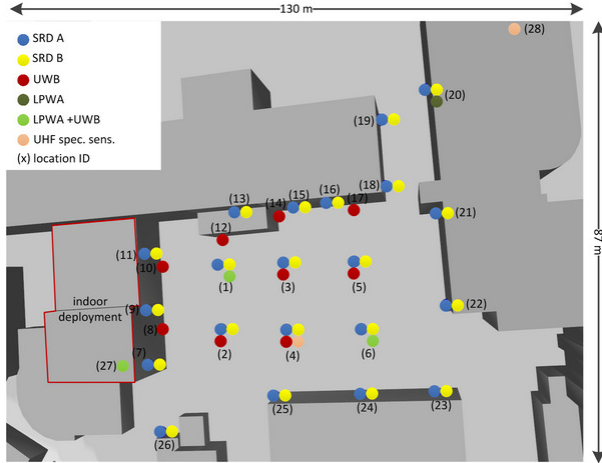 130 m
SRD A
SRD B
UWB
LPWA
LPWA +UWB
UHF spec. sens.
(x) location ID
(28)
(20)
87 m
(19)
(18)
(16)
(15)
(17)
(13)
(14)
(21)
(12)
(11)
(10)
(1)
(3)
(5)
indoor
deployment
(9)
(22)
(8)
(2)
(4)
(6)
(7)
(27)
(25)
(24)
(23)
(26)